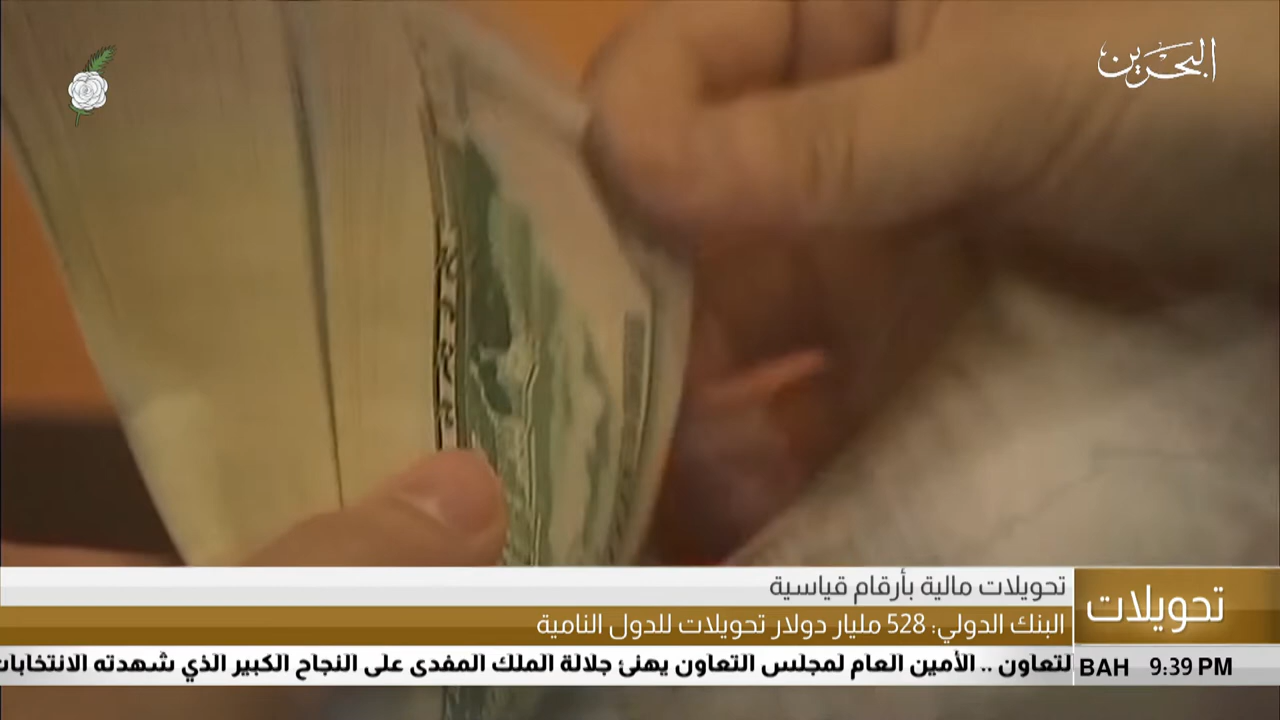 البحرين
تحويلات مالية بأرقام قياسية
تحويلات
البنك الدولي: 528 مليار دولار تحويلات للدول النامية
لتعاون .. الأمين العام لمجلس التعاون يهنئ جلالة الملك المفدى على النجاح الكبير الذي شهدته الانتخابات
BAH 9:39 PM